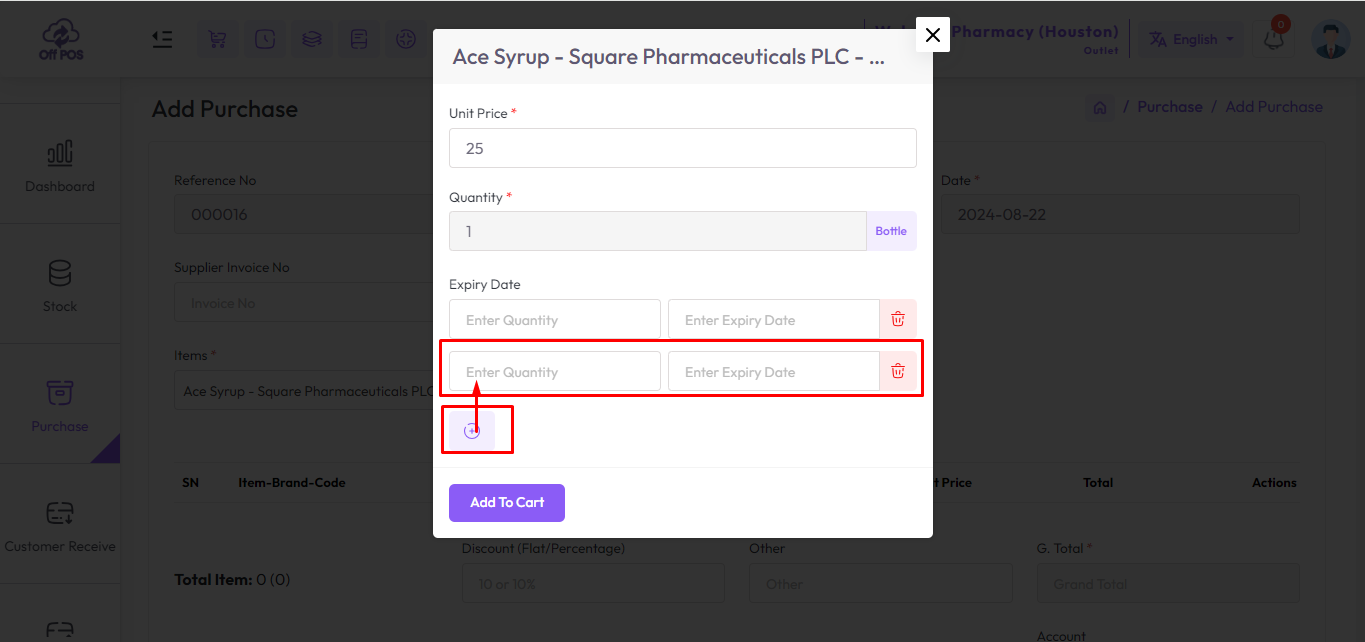 Off POS
Pharmacy (Houston)
Outlet
English
0
Ace Syrup - Square Pharmaceuticals PLC - ...
Add Purchase
/ Purchase / Add Purchase
Unit Price *
25
Dashboard
Reference No
Date *
000016
2024-08-22
Quantity *
1
Bottle
Supplier Invoice No
Invoice No
Expiry Date
Enter Quantity
Enter Expiry Date
Stock
Items *
Enter Quantity
Enter Expiry Date
Ace Syrup - Square Pharmaceuticals PLC
Purchase
SN
Item-Brand-Code
Price
Total
Actions
Add To Cart
Customer Receive
Discount (Flat/Percentage)
Other
G. Total *
Total Item: 0 (0)
10 or 10%
Other
Grand Total
Account